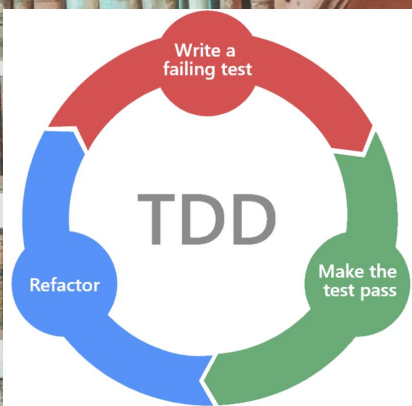 Write a
failing test
TDD
Refactor
Make the
test pass